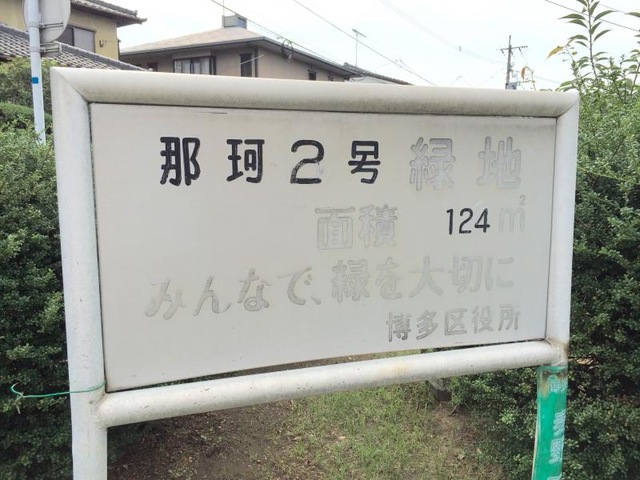 那珂2号緑地
面積 124㎡
みんなで、緑を大切に
博多区役所